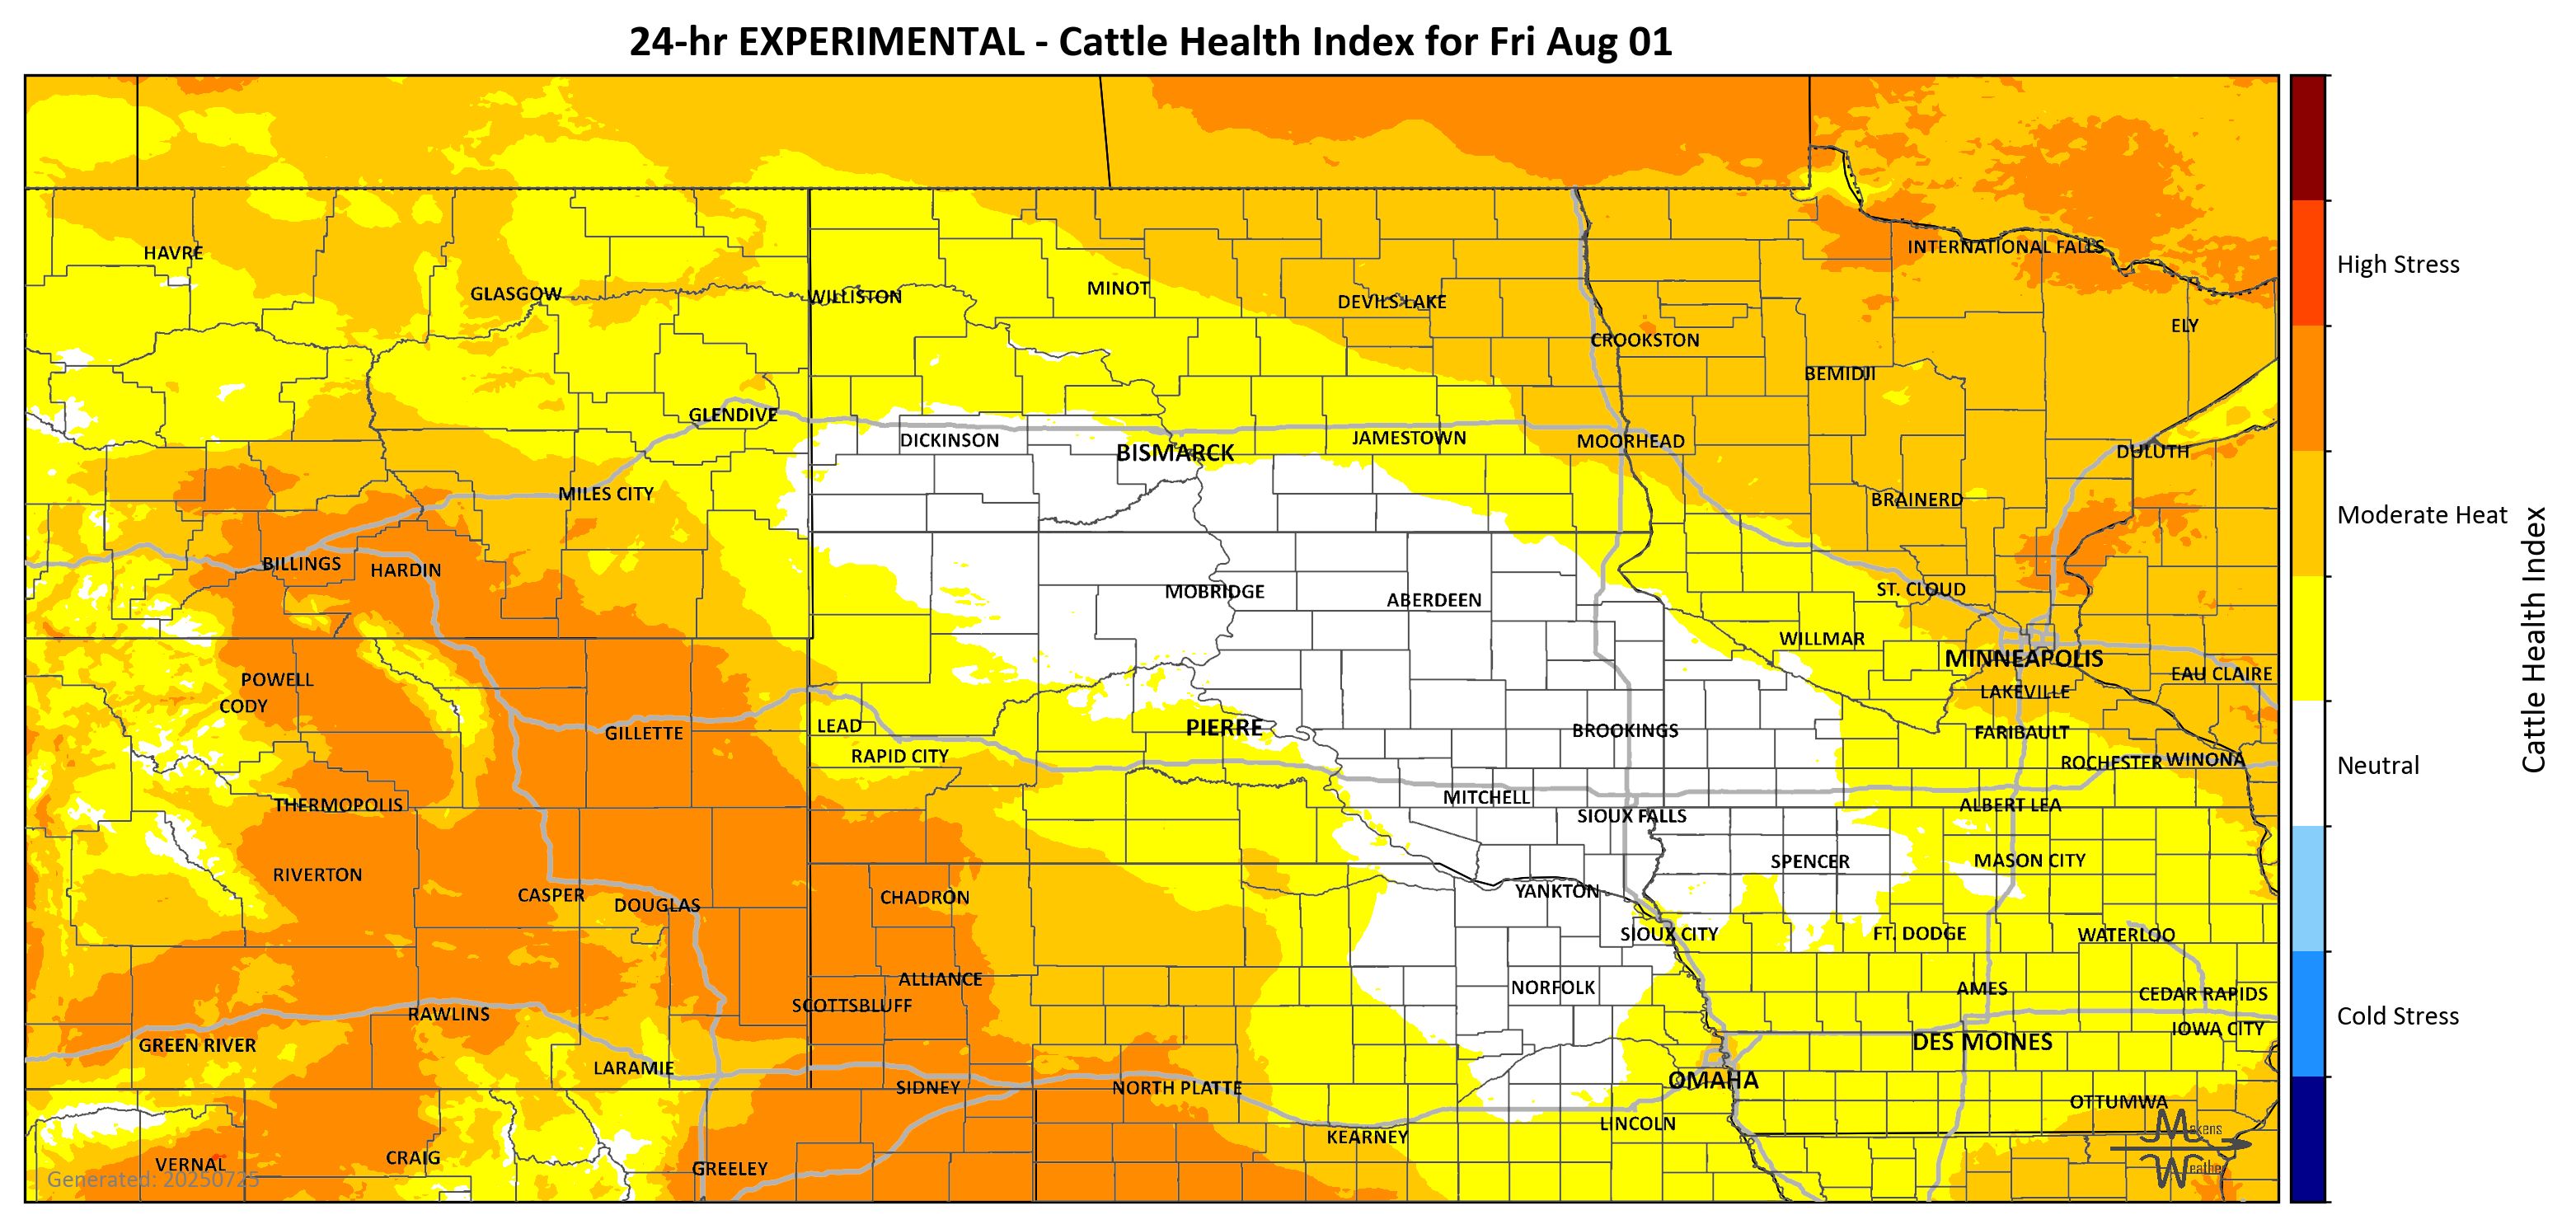 24-hr EXPERIMENTAL - Cattle Health Index for Fri Aug 01
HAVRE
INTERNATIONAL FALLS
GLASGOW
WILLISTON
MINOT
DEVILS LAKE
ELY
CROOKSTON
BEMIDJI
GLENDIVE
DICKINSON
BISMARCK
JAMESTOWN
MOORHEAD
DULUTH
MILES CITY
BRAINERD
BILLINGS
HARDIN
MOBRIDGE
ABERDEEN
ST. CLOUD
WILLMAR
MINNEAPOLIS
POWELL
EAU CLAIRE
CODY
LAKEVILLE
GILLETTE
LEAD
PIERRE
BROOKINGS
FARIBAULT
RAPID CITY
ROCHESTER
WINONA
THERMOPOLIS
MITCHELL
ALBERT LEA
SIOUX FALLS
RIVERTON
SPENCER
MASON CITY
CASPER
DOUGLAS
CHADRON
YANKTON
SIOUX CITY
FT. DODGE
WATERLOO
ALLIANCE
SCOTTSBLUFF
NORFOLK
AMES
CEDAR RAPIDS
RAWLINS
GREEN RIVER
DES MOINES
IOWA CITY
LARAMIE
SIDNEY
NORTH PLATTE
OMAHA
OTTUMWA
KEARNEY
LINCOLN
VERNAL
CRAIG
GREELEY
Generated: 20250725
Makens
Weather
High Stress
Moderate Heat
Neutral
Cold Stress
Cattle Health Index